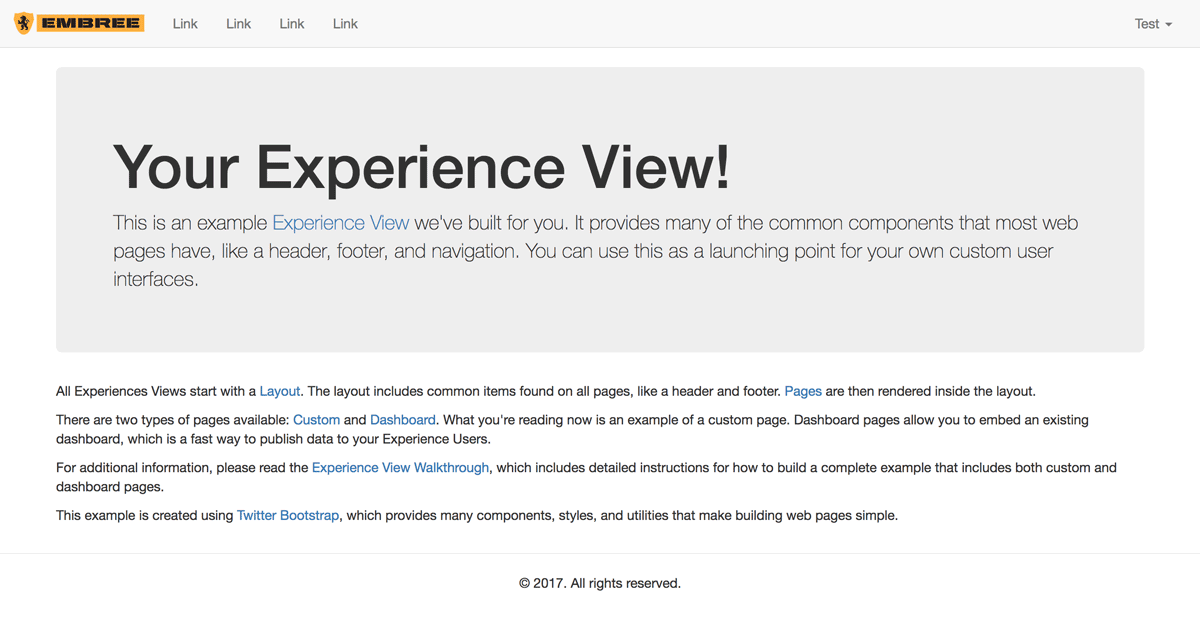 EMBREE Link Link Link Link Test
Your Experience View!
This is an example Experience View we've built for you. It provides many of the common components that most web
pages have, like a header, footer, and navigation. You can use this as a launching point for your own custom user
interfaces.
All Experiences Views start with a Layout. The layout includes common items found on all pages, like a header and footer. Pages are then rendered inside the layout.
There are two types of pages available: Custom and Dashboard. What you're reading now is an example of a custom page. Dashboard pages allow you to embed an existing
dashboard, which is a fast way to publish data to your Experience Users.
For additional information, please read the Experience View Walkthrough, which includes detailed instructions for how to build a complete example that includes both custom and
dashboard pages.
This example is created using Twitter Bootstrap, which provides many components, styles, and utilities that make building web pages simple.
© 2017. All rights reserved.